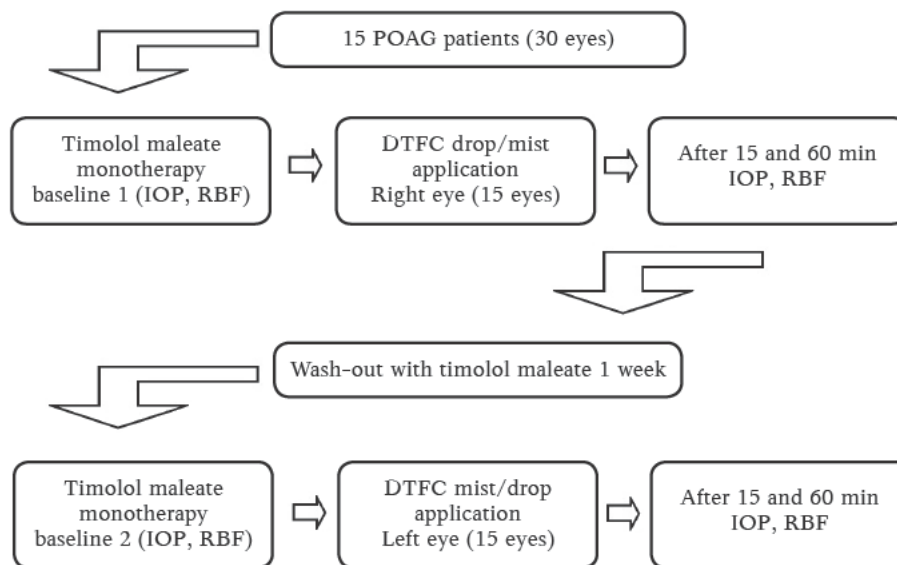 15 POAG patients (30 eyes)
Timolol maleate
monotherapy
baseline 1 (IOP, RBF)
DTFC drop/mist
application
Right eye (15 eyes)
After 15 and 60 min
IOP, RBF
Wash-out with timolol maleate 1 week
Timolol maleate
monotherapy
baseline 2 (IOP, RBF)
DTFC mist/drop
application
Left eye (15 eyes)
After 15 and 60 min
IOP, RBF